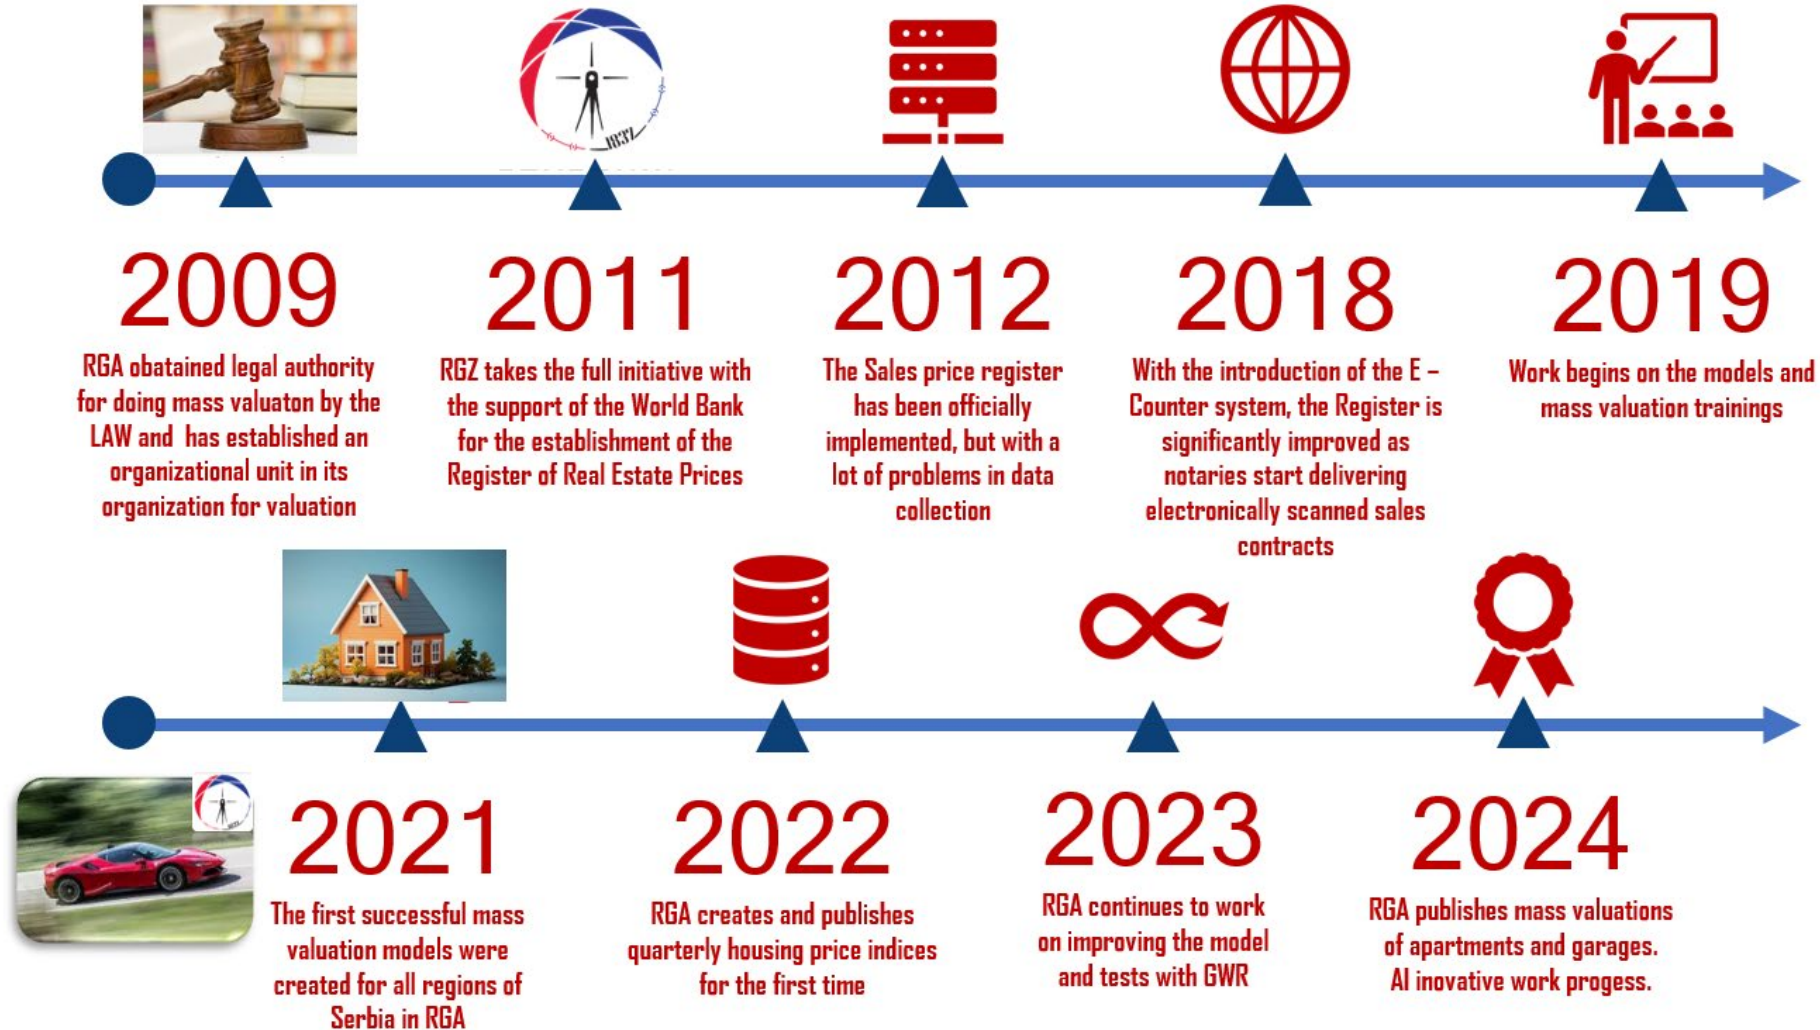 1837
2009
RGA obatained legal authority
for doing mass valuaton by the
LAW and has established an
organizational unit in its
organization for valuation
2011
RGZ takes the full initiative with
the support of the World Bank
for the establishment of the
Register of Real Estate Prices
2012
The Sales price register
has been officially
implemented, but with a
lot of problems in data
collection
2018
With the introduction of the E –
Counter system, the Register is
significantly improved as
notaries start delivering
electronically scanned sales
contracts
2019
Work begins on the models and
mass valuation trainings
2021
The first successful mass
valuation models were
created for all regions of
Serbia in RGA
2022
RGA creates and publishes
quarterly housing price indices
for the first time
2023
RGA continues to work
on improving the model
and tests with GWR
2024
RGA publishes mass valuations
of apartments and garages.
AI inovative work progess.